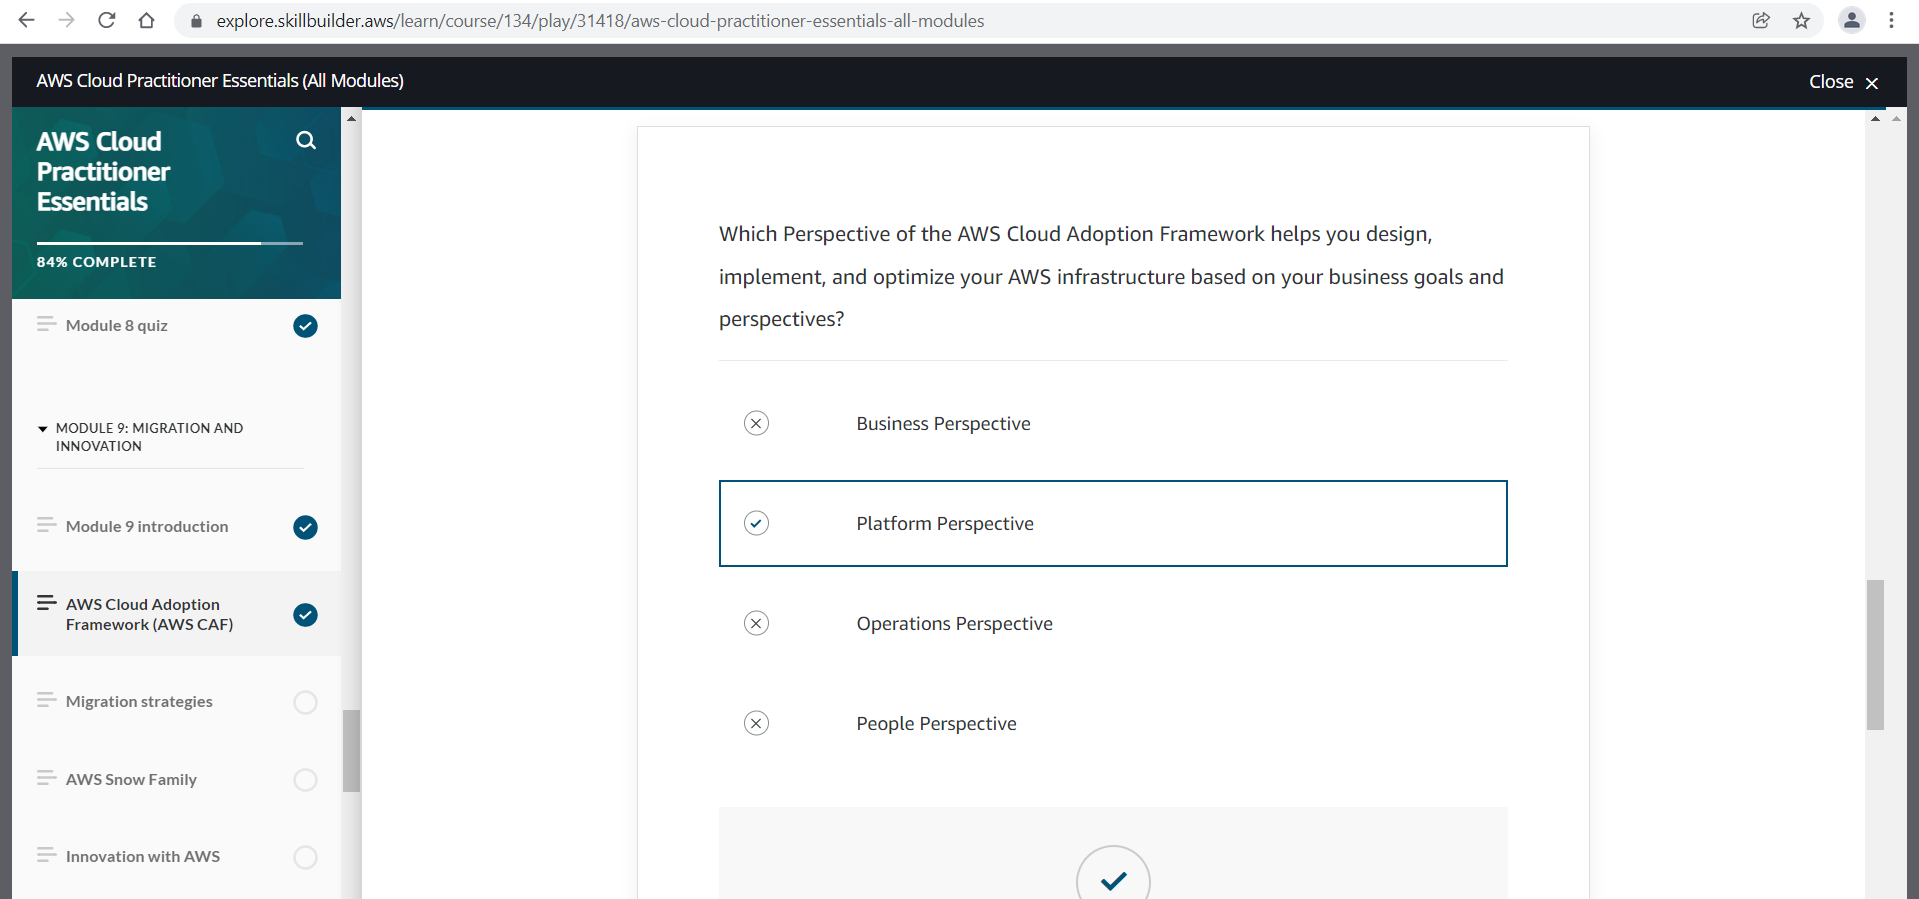 explore.skillbuilder.aws/learn/course/134/play/31418/aws-cloud-practitioner-essentials-all-modules
AWS Cloud Practitioner Essentials (All Modules)
Close
AWS Cloud
Practitioner
Essentials
84% COMPLETE
Module 8 quiz
MODULE 9: MIGRATION AND
INNOVATION
Module 9 introduction
AWS Cloud Adoption
Framework (AWS CAF)
Migration strategies
AWS Snow Family
Innovation with AWS
Which Perspective of the AWS Cloud Adoption Framework helps you design,
implement, and optimize your AWS infrastructure based on your business goals and
perspectives?
Business Perspective
Platform Perspective
Operations Perspective
People Perspective